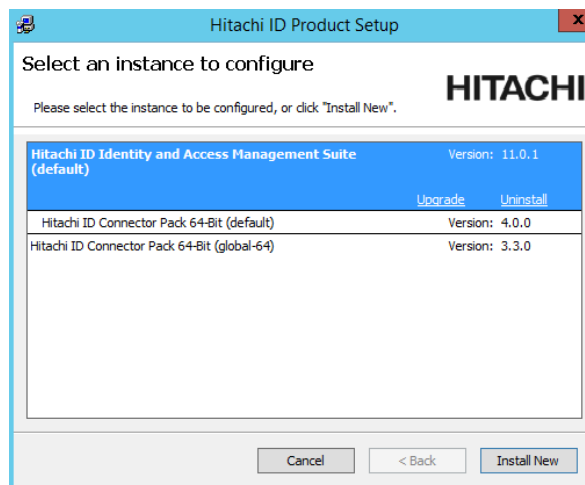 Hitachi ID Product Setup
x
Select an instance to configure
HITACHI
Please select the instance to be configured, or click "Install New".
Hitachi ID Identity and Access Management Suite Version: 11.0.1
(default)
Upgrade Uninstall
Hitachi ID Connector Pack 64-Bit (default) Version: 4.0.0
Hitachi ID Connector Pack 64-Bit (global-64) Version: 3.3.0
Cancel < Back Install New